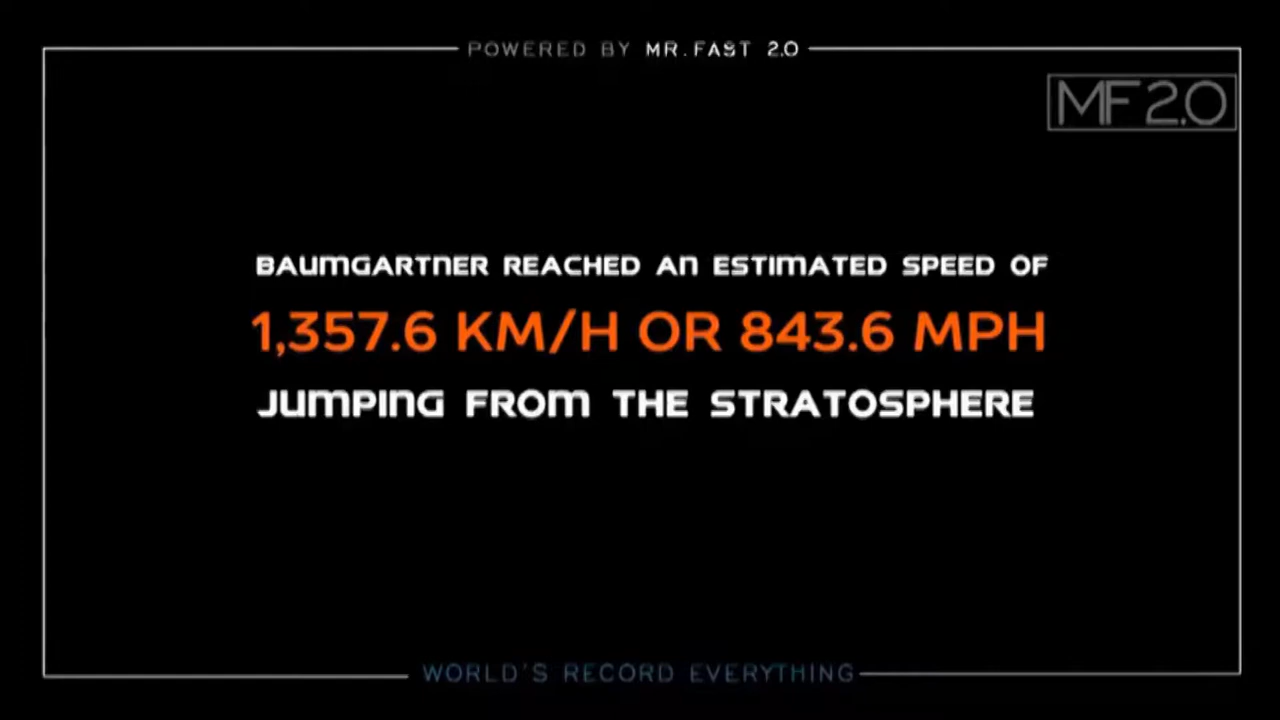 POWERED BY MR.FAST 2.0
MF 2.0
BAUMGARTNER REACHED AN ESTIMATED SPEED OF
1,357.6 KM/H OR 843.6 MPH
JUMPING FROM THE STRATOSPHERE
WORLD'S RECORD EVERYTHING